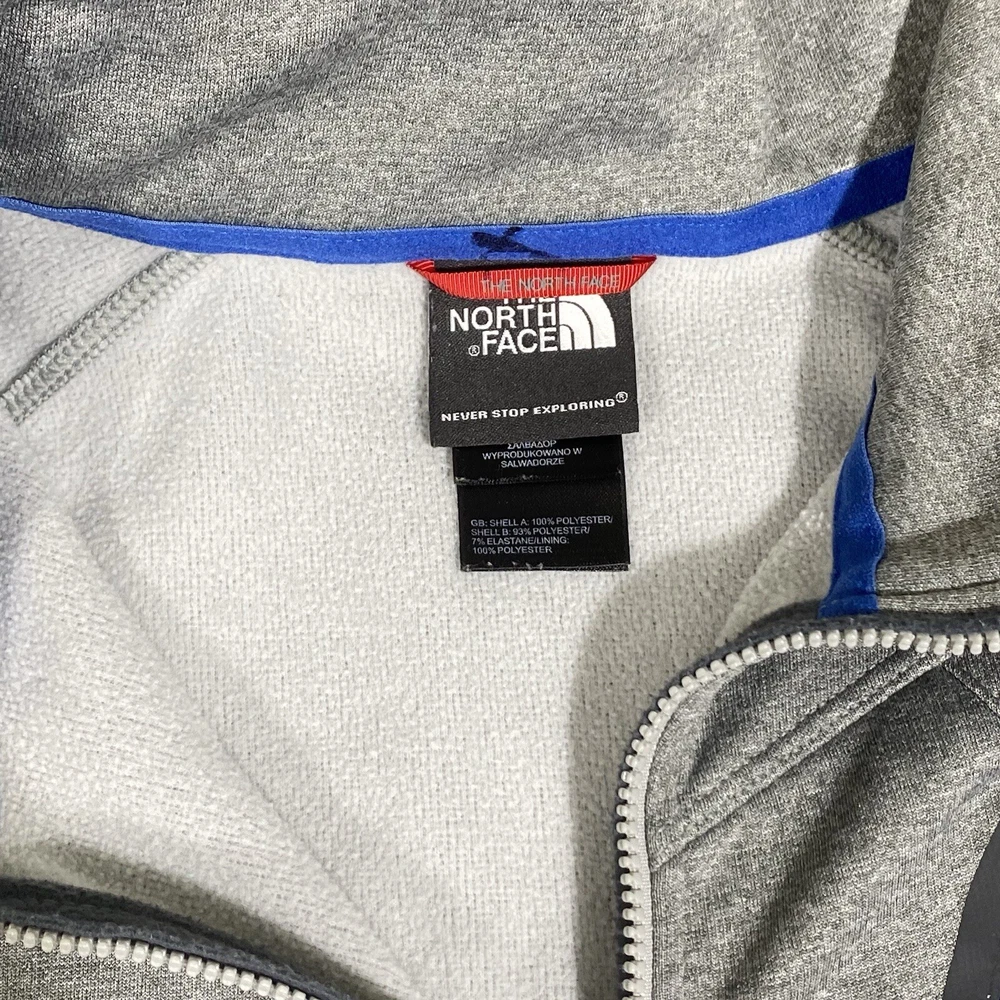 THE NORTH FACE
THE
NORTH
®FACE
NEVER STOP EXPLORING®
ΣΑΛΒΑΔΟΡ
WYPRODUKOWANO W
SALWADORZE
GB: SHELL A: 100% POLYESTER/
SHELL B: 93% POLYESTER/
7% ELASTANE/LINING:
100% POLYESTER